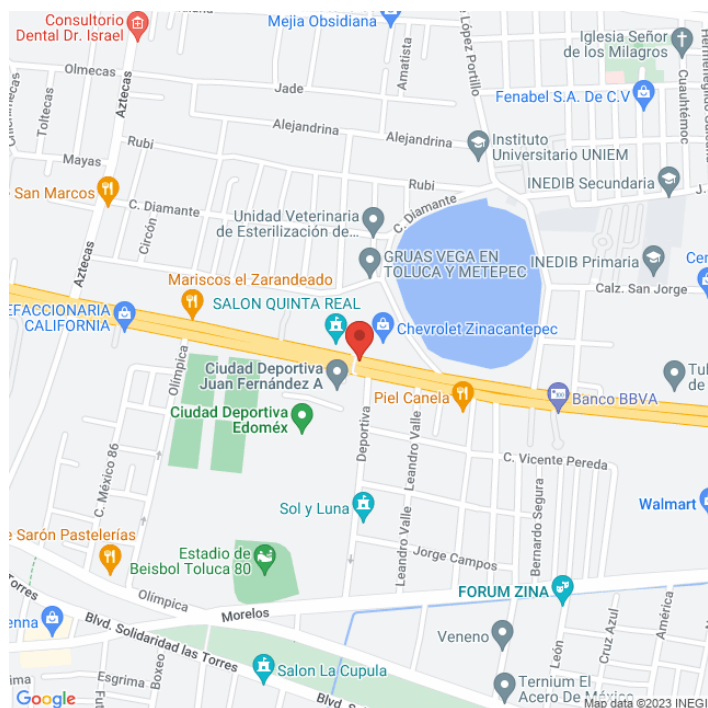 Consultorio
Dental Dr. Israel
Mejia Obsidiana
Amatista
López Portillo
Iglesia Señor
de los Milagros
Cuauhtémoc
Olmecas
Toltecas
Aztecas
Jade
Fenabel S.A. De C.V
Alejandrina
Alejandrina
Instituto
Universitario UNIEM
Rubi
Mayas
Rubi
INEDIB Secundaria
J.
San Marcos
C. Diamante
C. Diamante
Circón
Unidad Veterinaria
de Esterilización de...
GRUAS VEGA EN
TOLUCA Y METEPEC
INEDIB Primaria
Aztecas
Mariscos el Zarandeado
Calz. San Jorge
EFACCIONARIA
CALIFORNIA
SALON QUINTA REAL
Chevrolet Zinacantepec
Olímpica
Ciudad Deportiva
Juan Fernández A
Piel Canela
Banco BBVA
Ciudad Deportiva
Edoméx
Deportiva
Leandro Valle
C. Vicente Pereda
C. México 86
Sol y Luna
Leandro Valle
Bernardo Segura
Walmart
e Sarón Pastelerías
Estadio de
Beisbol Toluca 80
Jorge Campos
FORUM ZINA
Torres
Olímpica
Morelos
América
enna
Blvd. Solidaridad las Torres
Veneno
León
Cruz Azul
Boxeo
Esgrima
Salon La Cupula
Ternium El
Acero De México
Google
Map data ©2023 INEGI